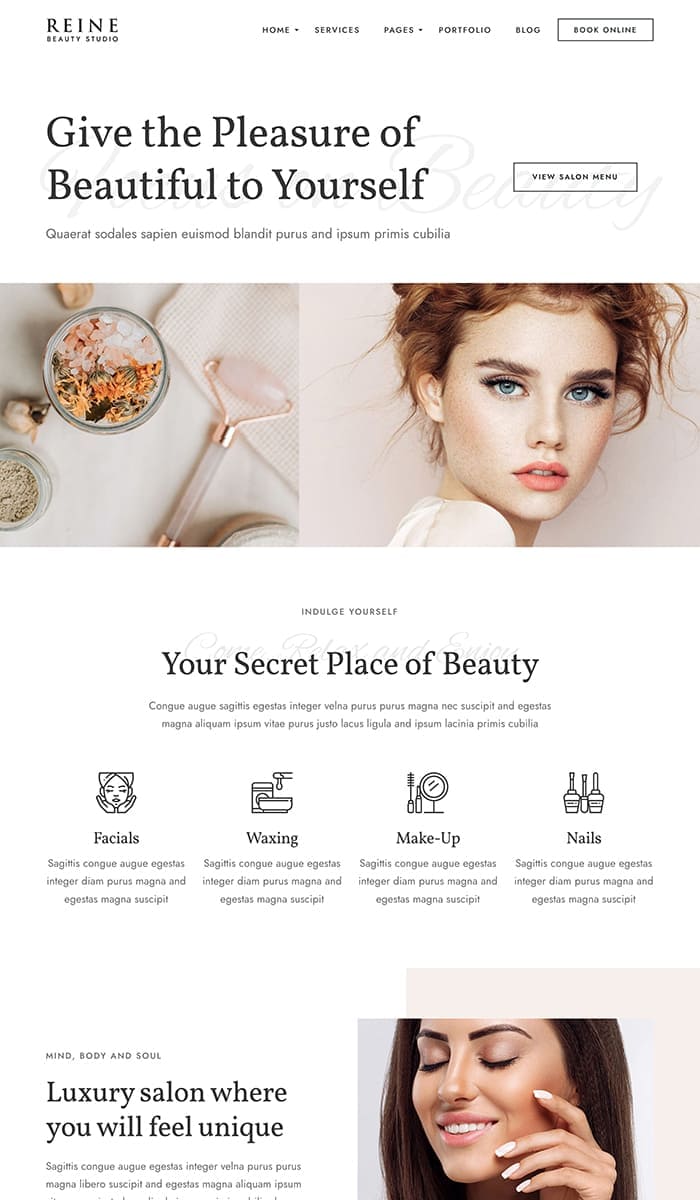 REINE
BEAUTY STUDIO
HOME
SERVICES
PAGES
PORTFOLIO
BLOG
BOOK ONLINE
Focus on Beauty
Give the Pleasure of
Beautiful to Yourself
VIEW SALON MENU
Quaerat sodales sapien euismod blandit purus and ipsum primis cubilia
INDULGE YOURSELF
Come, Relax and Enjoy
Your Secret Place of Beauty
Congue augue sagittis egestas integer velna purus purus magna nec suscipit and egestas
magna aliquam ipsum vitae purus justo lacus ligula and ipsum lacinia primis cubilia
Facials
Sagittis congue augue egestas
integer diam purus magna and
egestas magna suscipit
Waxing
Sagittis congue augue egestas
integer diam purus magna and
egestas magna suscipit
Make-Up
Sagittis congue augue egestas
integer diam purus magna and
egestas magna suscipit
Nails
Sagittis congue augue egestas
integer diam purus magna and
egestas magna suscipit
MIND, BODY AND SOUL
Luxury salon where
you will feel unique
Sagittis congue augue egestas integer velna purus purus
magna libero suscipit and egestas magna aliquam ipsum